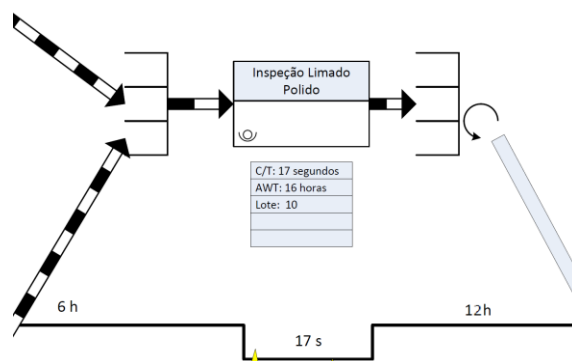 Inspeção Limado
Polido
C/T: 17 segundos
AWT: 16 horas
Lote: 10
6 h
17 s
12h